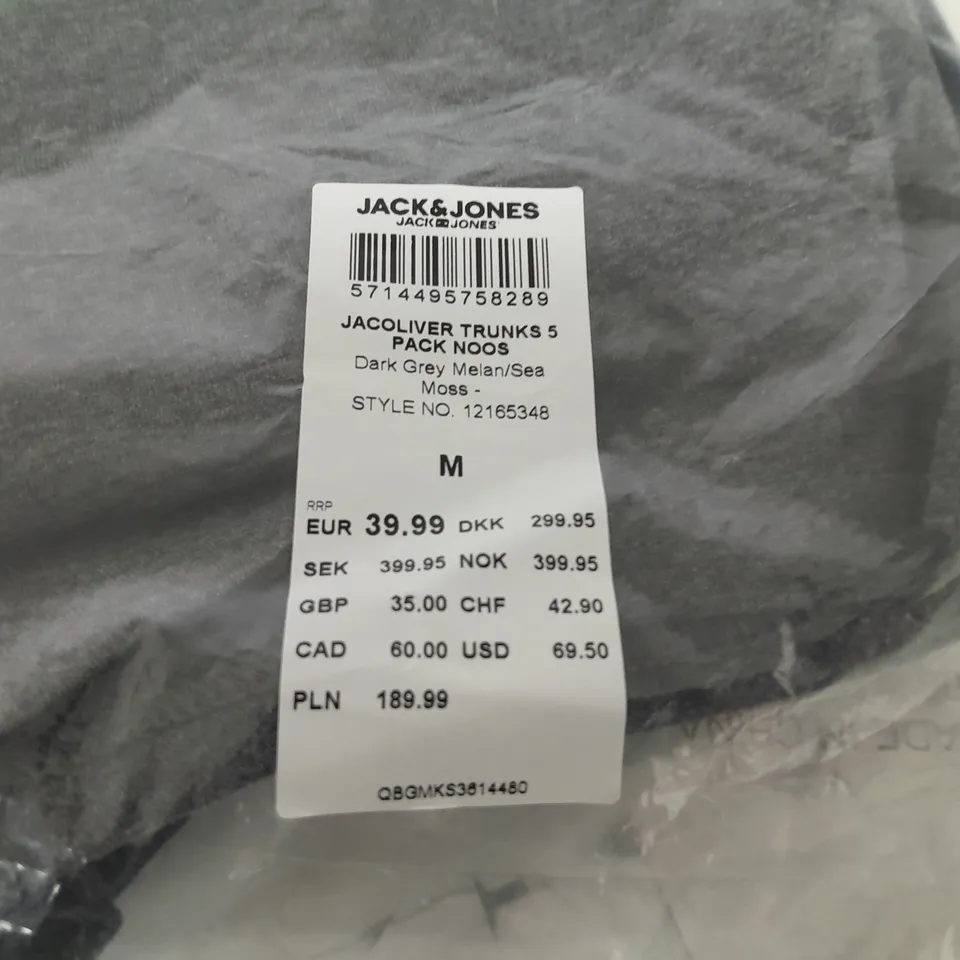 JACK&JONES
JACK & JONES
5714495758289
JACOLIVER TRUNKS 5
PACK NOOS
Dark Grey Melan/Sea
Moss -
STYLE NO. 12165348
M
RRP
EUR 39.99 DKK 299.95
SEK 399.95 NOK 399.95
GBP 35.00 CHF 42.90
CAD 60.00 USD 69.50
PLN 189.99
QBGMKS3614480